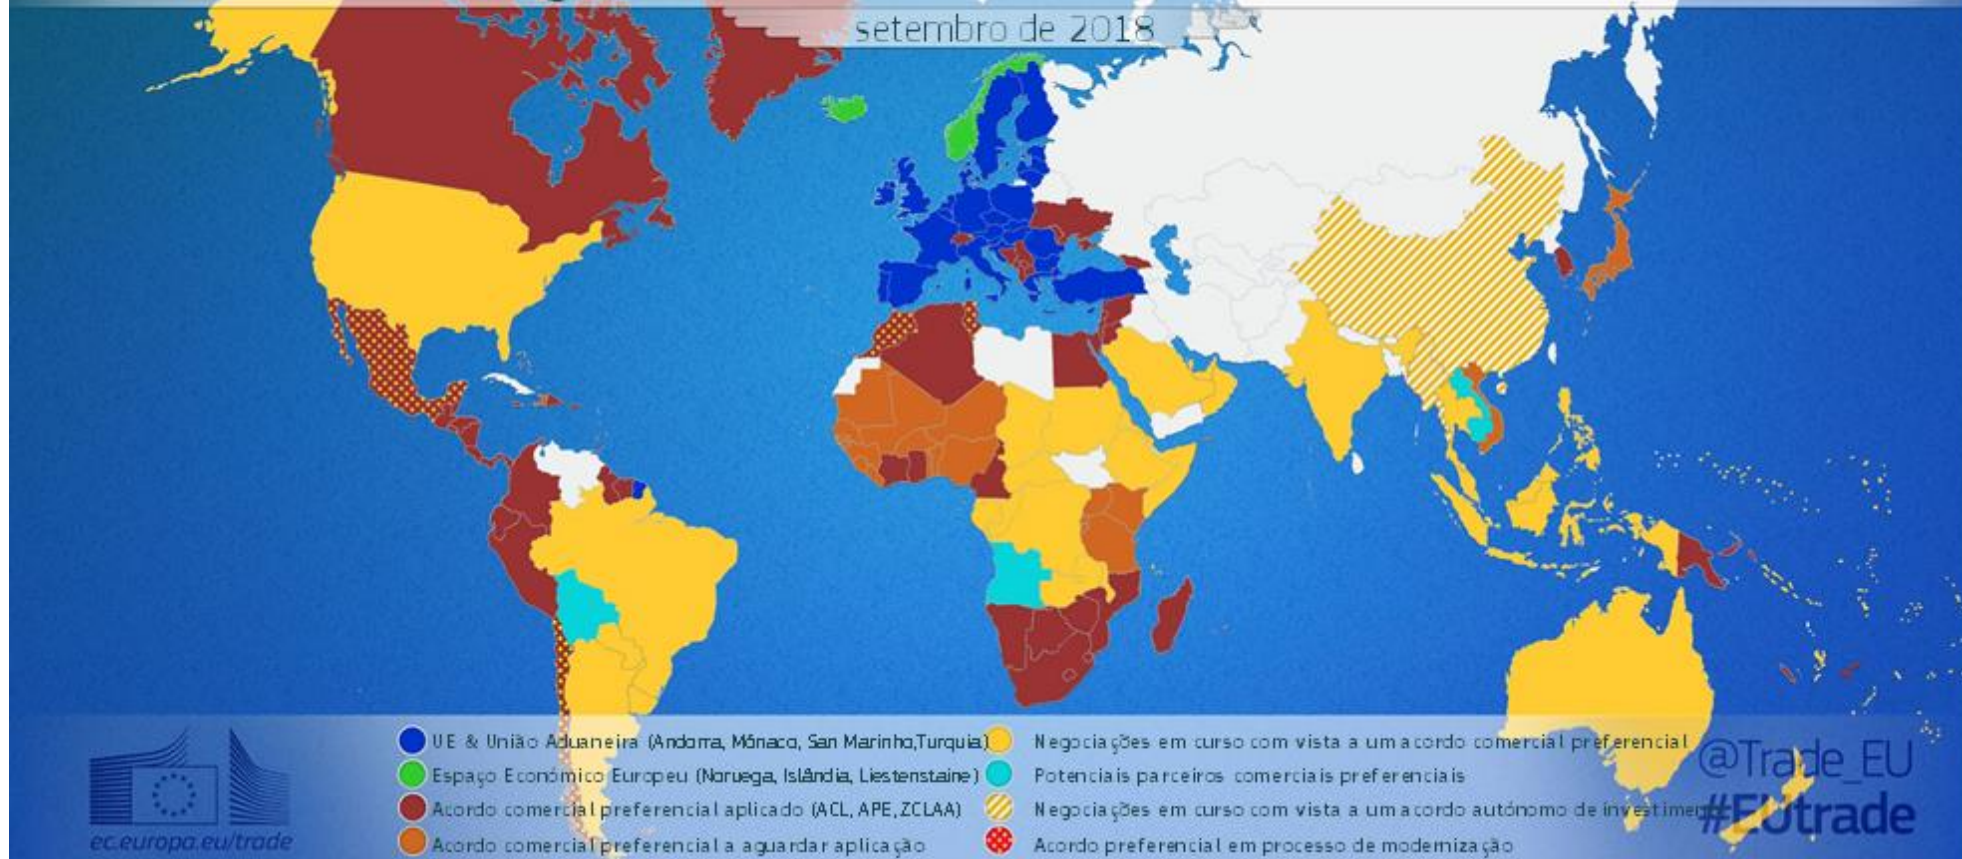 setembro de 2018
UE & União Aduaneira (Andorra, Mónaco, San Marinho,Turquia)
Espaço Económico Europeu (Noruega, Islândia, Liestenstaine)
Acordo comercial preferencial aplicado (ACL, APE, ZCLAA)
Acordo comercial preferencial a aguardar aplicação
Negociações em curso com vista a um acordo comercial preferencial
Potenciais parceiros comerciais preferenciais
Negociações em curso com vista a um acordo autónomo de investimen
Acordo preferencial em processo de modernização
@Trade_EU
#EUtrade
ec.europa.eu/trade